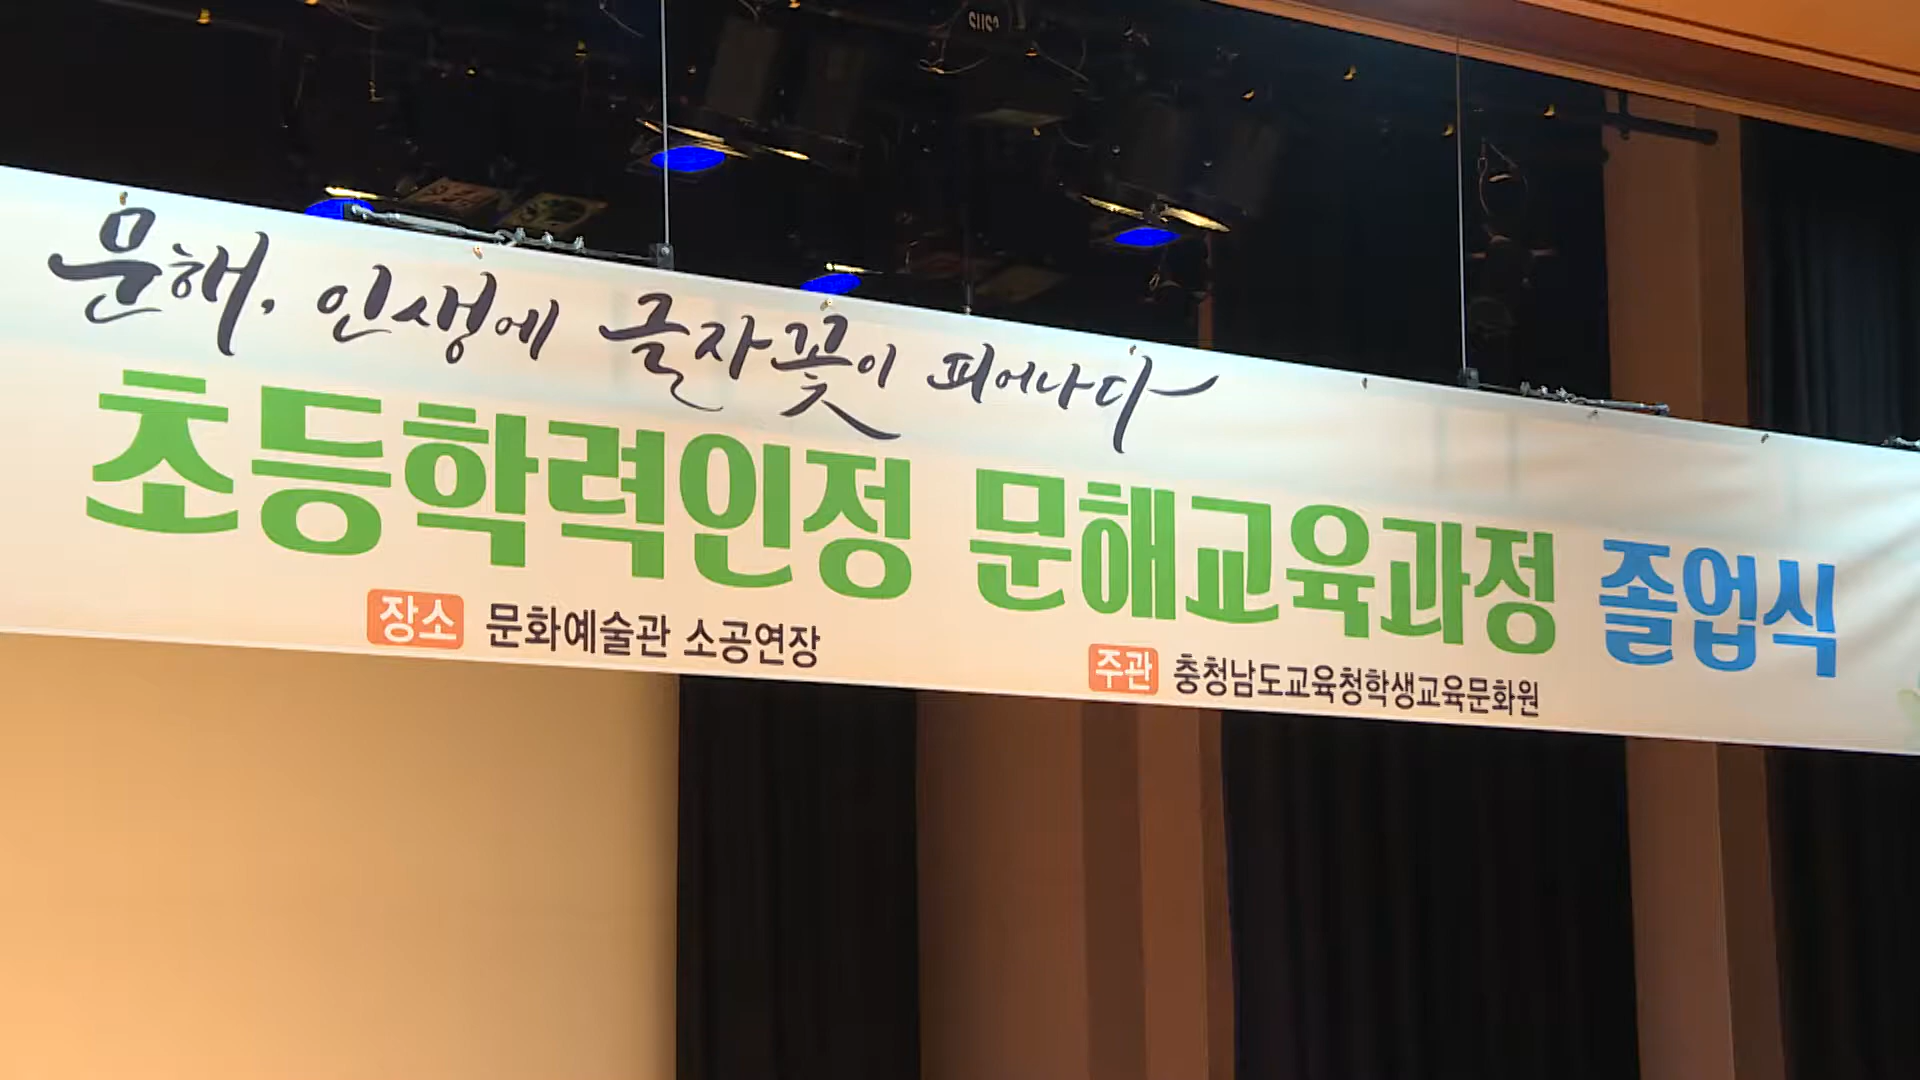 문해, 인생에 글자꽃이 피어나다
초등학력인정 문해교육과정 졸업식
장소 문화예술관 소공연장
주관 충청남도교육청학생교육문화원